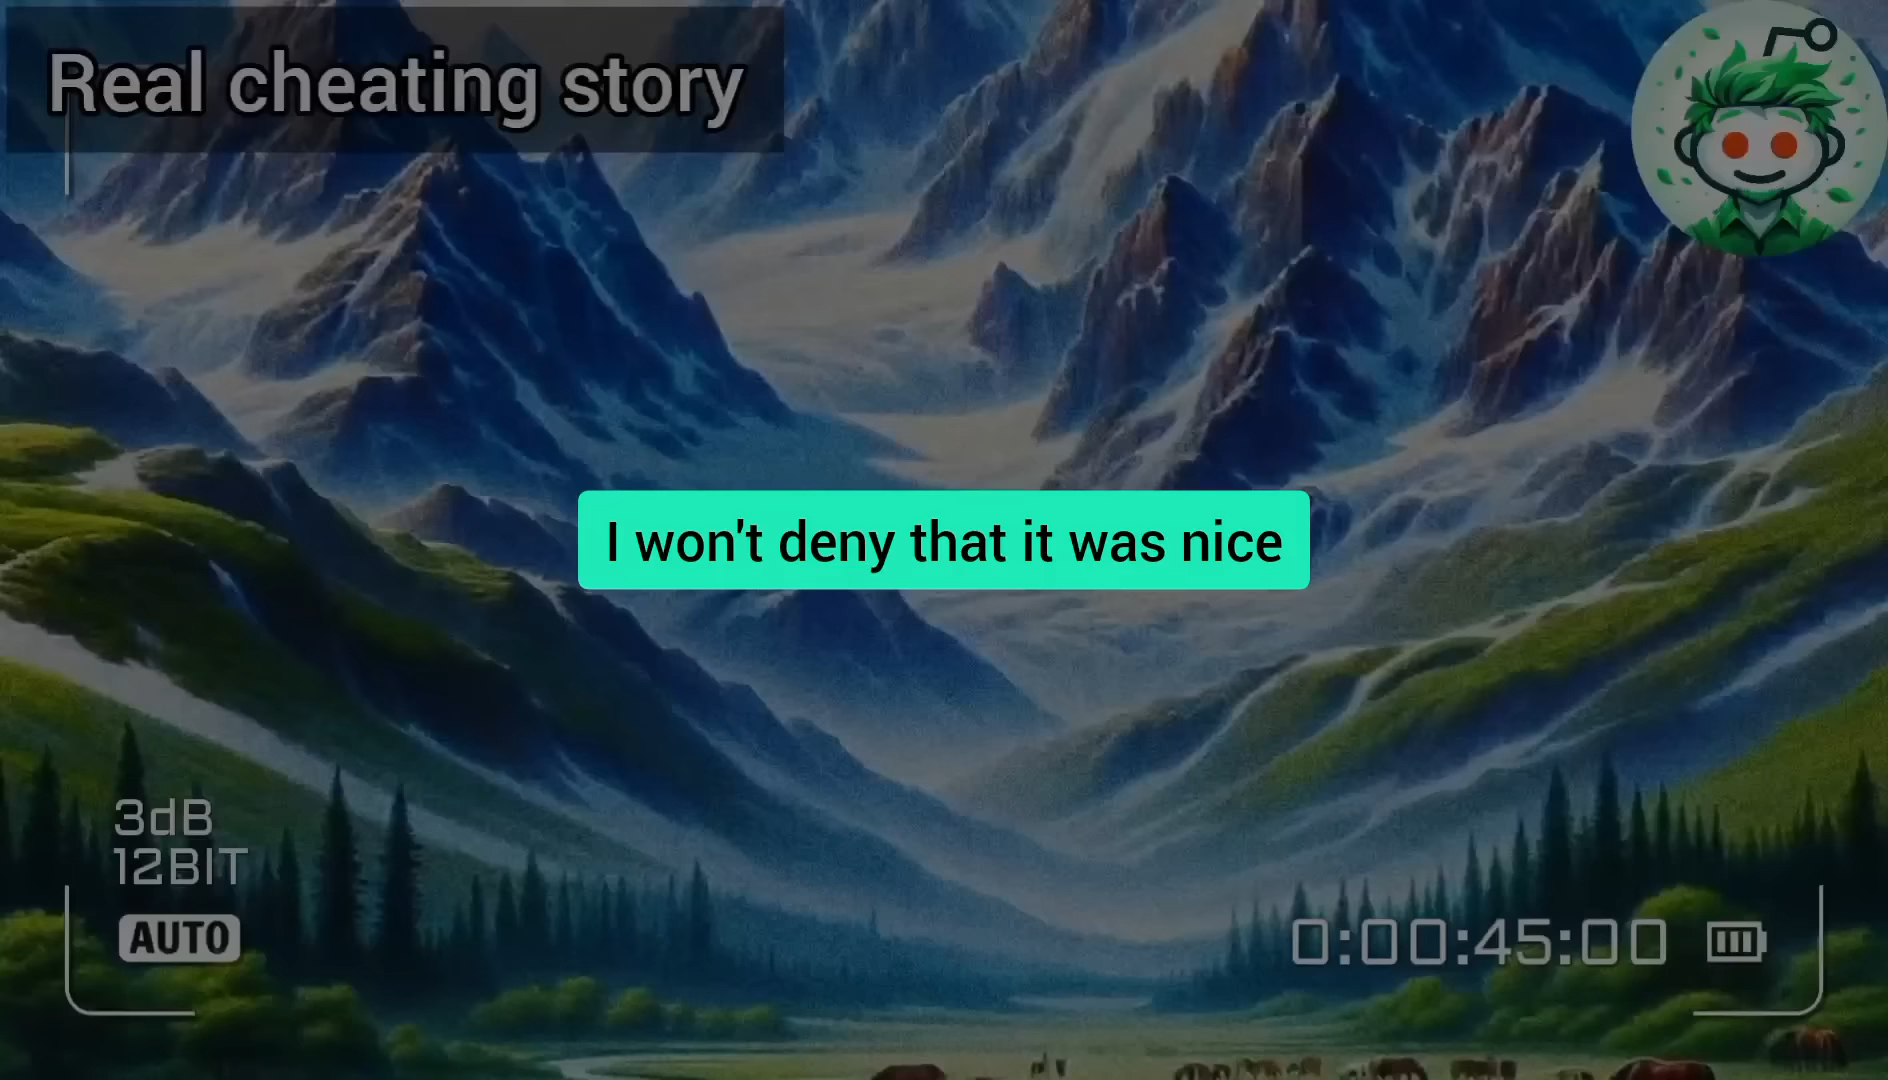 Real cheating story
I won't deny that it was nice
3dB
12BIT
AUTO
0:00:45:00